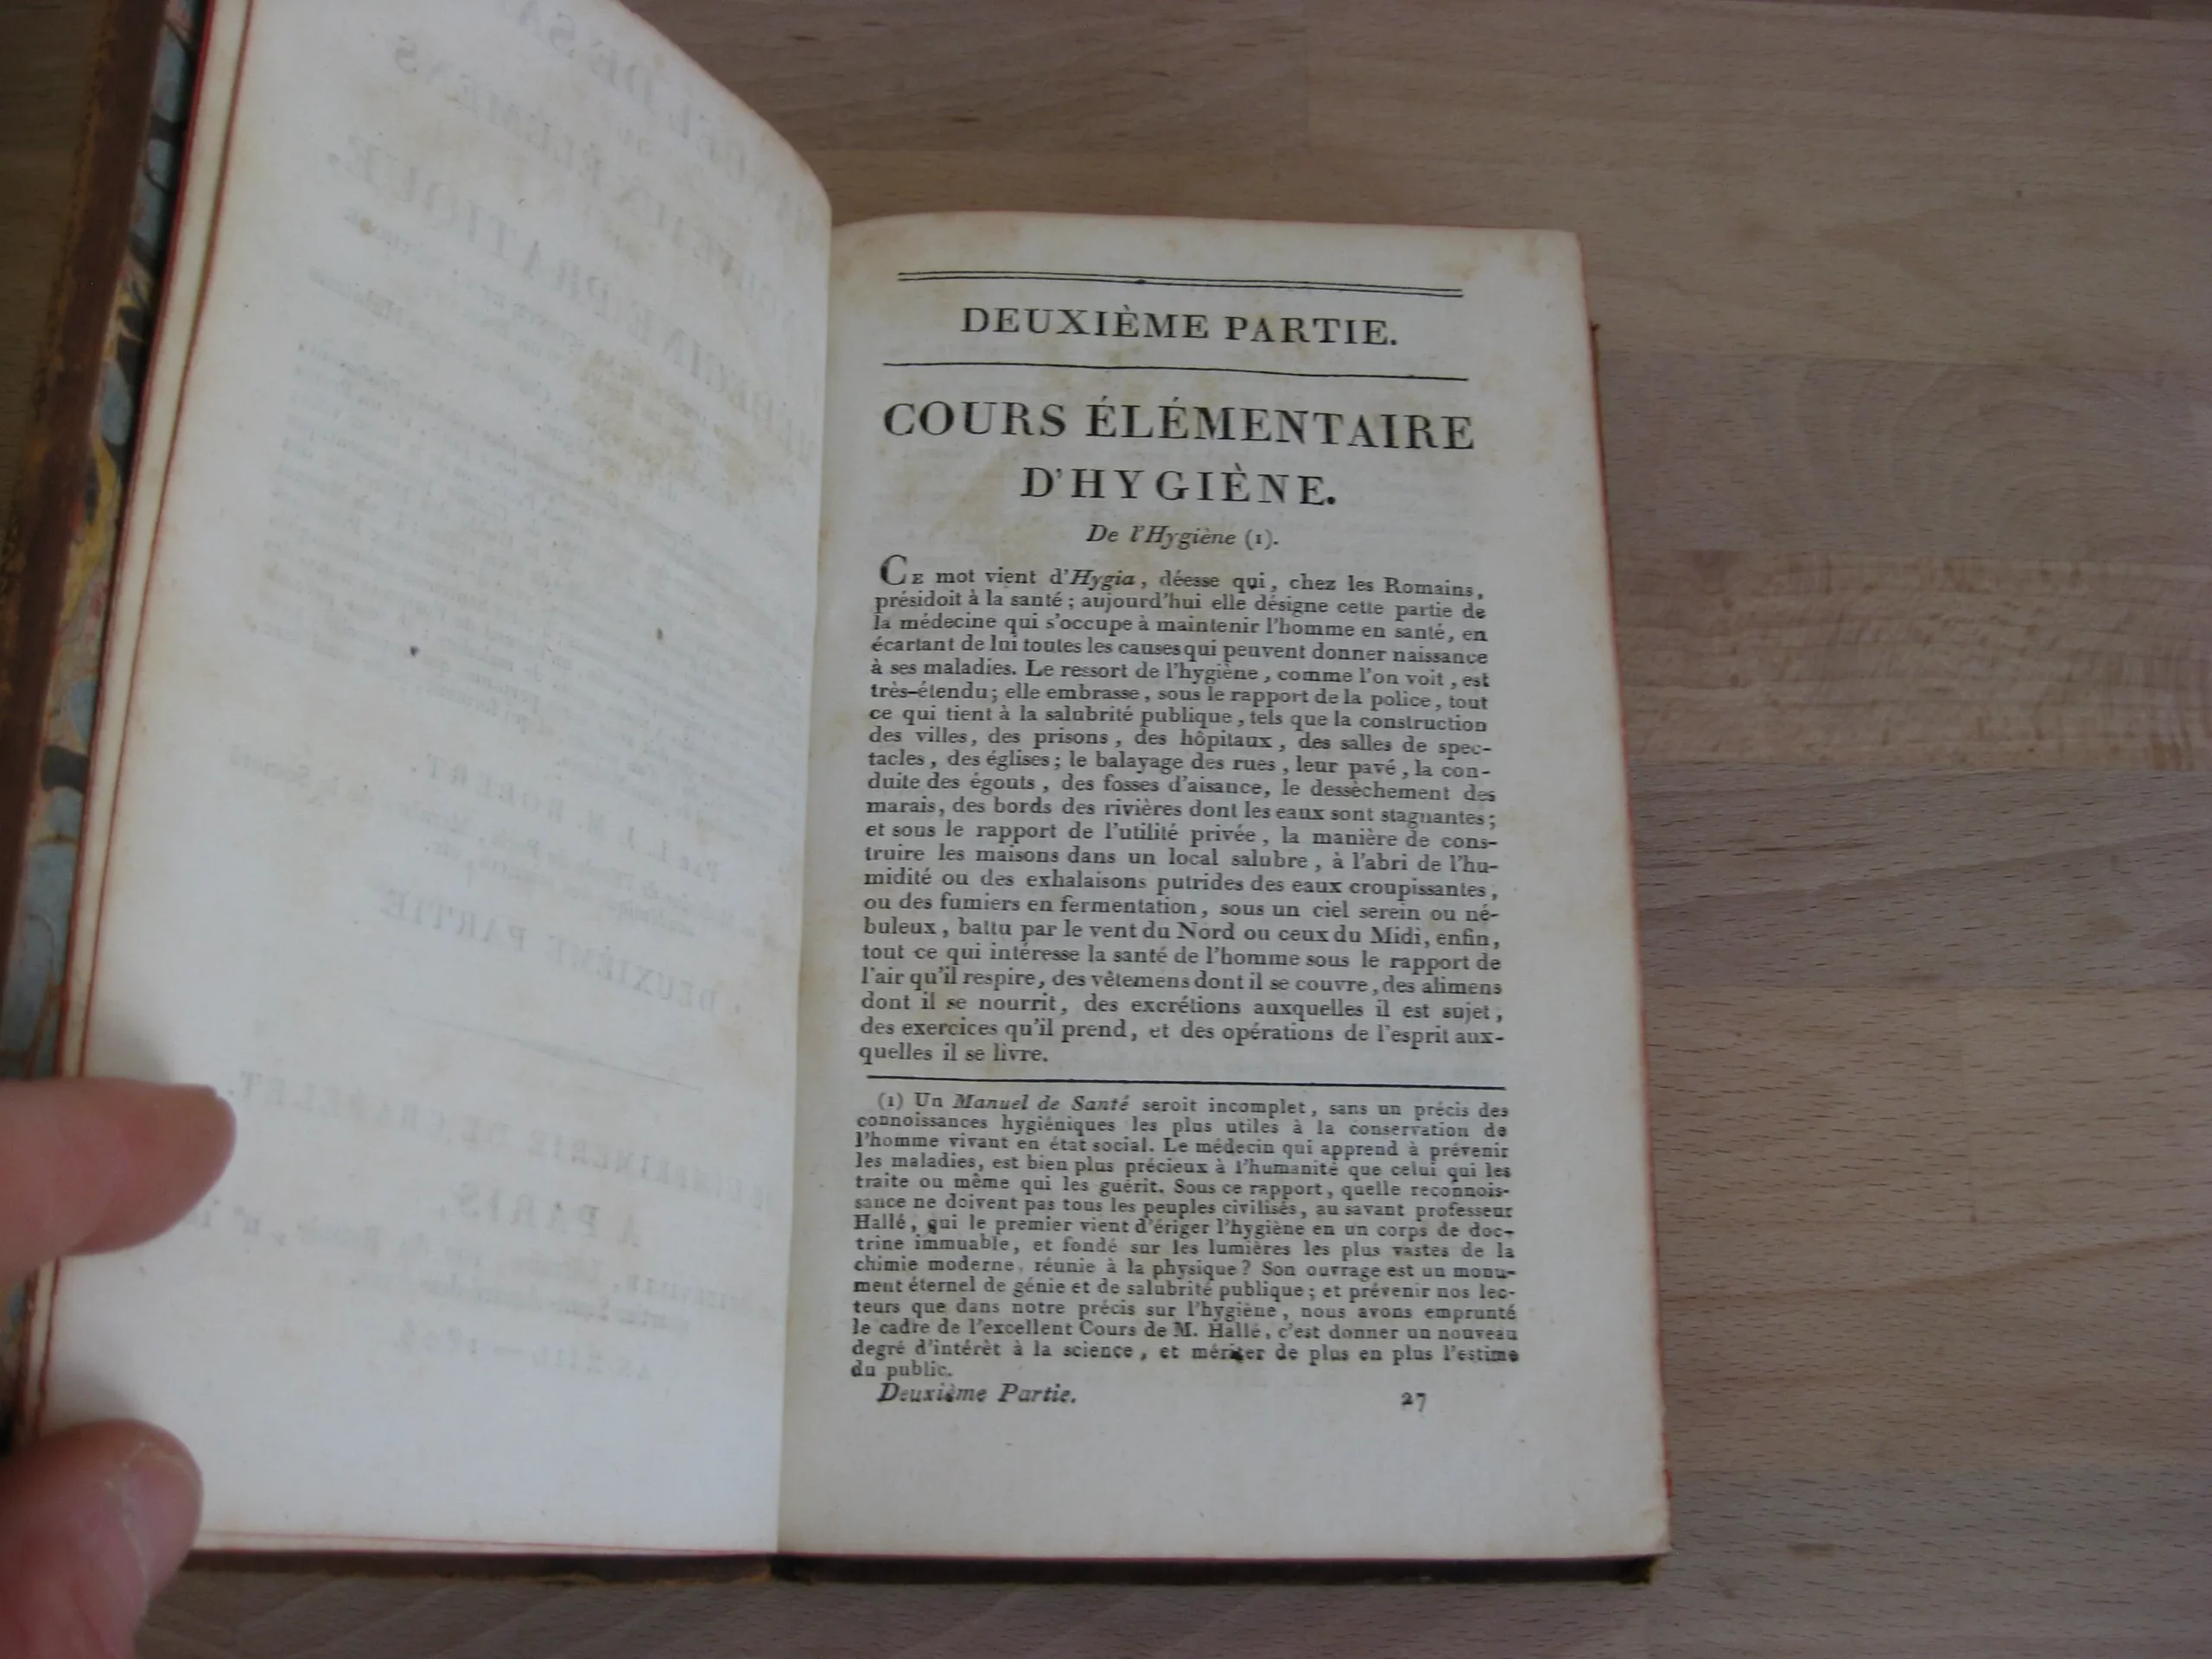 DEUXIÈME PARTIE.
COURS ÉLÉMENTAIRE
D'HYGIÈNE.
De l'Hygiène (1).
CE mot vient d'Hygia, déesse qui, chez les Romains,
présidoit à la santé ; aujourd'hui elle désigne cette partie de
la médecine qui s'occupe à maintenir l'homme en santé, en
écartant de lui toutes les causes qui peuvent donner naissance
à ses maladies. Le ressort de l'hygiène, comme l'on voit, est
très-étendu ; elle embrasse, sous le rapport de la police, tout
ce qui tient à la salubrité publique, tels que la construction
des villes, des prisons, des hôpitaux, des salles de spec-
tacles, des églises ; le balayage des rues, leur pavé, la con-
duite des égouts, des fosses d'aisance, le dessèchement des
marais, des bords des rivières dont les eaux sont stagnantes ;
et sous le rapport de l'utilité privée, la manière de cons-
truire les maisons dans un local salubre, à l'abri de l'hu-
midité ou des exhalaisons putrides des eaux croupissantes,
ou des fumiers en fermentation, sous un ciel serein ou né-
buleux, battu par le vent du Nord ou ceux du Midi, enfin,
tout ce qui intéresse la santé de l'homme sous le rapport de
l'air qu'il respire, des vêtemens dont il se couvre, des alimens
dont il se nourrit, des excrétions auxquelles il est sujet,
des exercices qu'il prend, et des opérations de l'esprit aux-
quelles il se livre.
(1) Un Manuel de Santé seroit incomplet, sans un précis des
connoissances hygiéniques les plus utiles à la conservation de
l'homme vivant en état social. Le médecin qui apprend à prévenir
les maladies, est bien plus précieux à l'humanité que celui qui les
traite ou même qui les guérit. Sous ce rapport, quelle reconnois-
sance ne doivent pas tous les peuples civilisés, au savant professeur
Hallé, qui le premier vient d'ériger l'hygiène en un corps de doc-
trine immuable, et fondé sur les lumières les plus vastes de la
chimie moderne, réunie à la physique ? Son ouvrage est un monu-
ment éternel de génie et de salubrité publique ; et prévenir nos lec-
teurs que dans notre précis sur l'hygiène, nous avons emprunté
le cadre de l'excellent Cours de M. Hallé, c'est donner un nouveau
degré d'intérêt à la science, et mériter de plus en plus l'estime
du public.
Deuxième Partie. 27